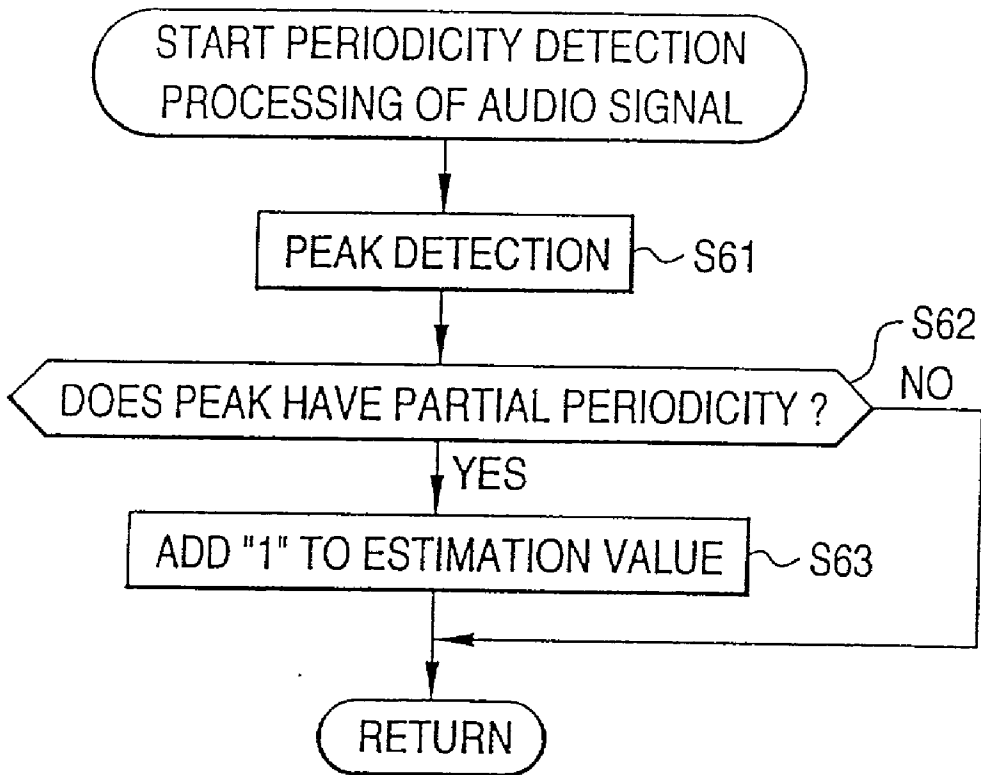 START PERIODICITY DETECTION
PROCESSING OF AUDIO SIGNAL
PEAK DETECTION
S61
S62
DOES PEAK HAVE PARTIAL PERIODICITY ?
NO
YES
ADD "1" TO ESTIMATION VALUE
S63
RETURN